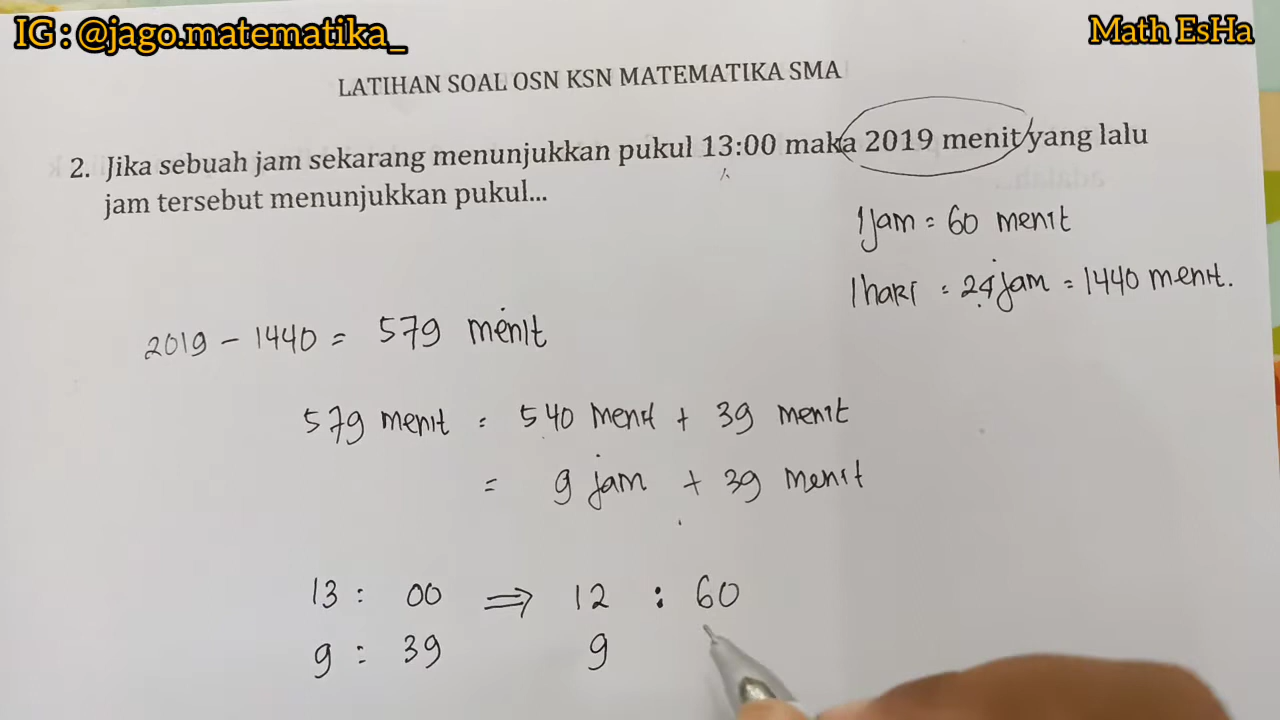 IG : @jago.matematika_
Math EsHa
LATIHAN SOAL OSN KSN MATEMATIKA SMA
2. Jika sebuah jam sekarang menunjukkan pukul 13:00 maka 2019 menit yang lalu
jam tersebut menunjukkan pukul...
1 jam = 60 menit
1 hari = 24 jam = 1440 menit.
2019 - 1440 = 579 menit
579 menit = 540 menit + 39 menit
= 9 jam + 39 menit
13 : 00 ⇒ 12 : 60
9 : 39 9